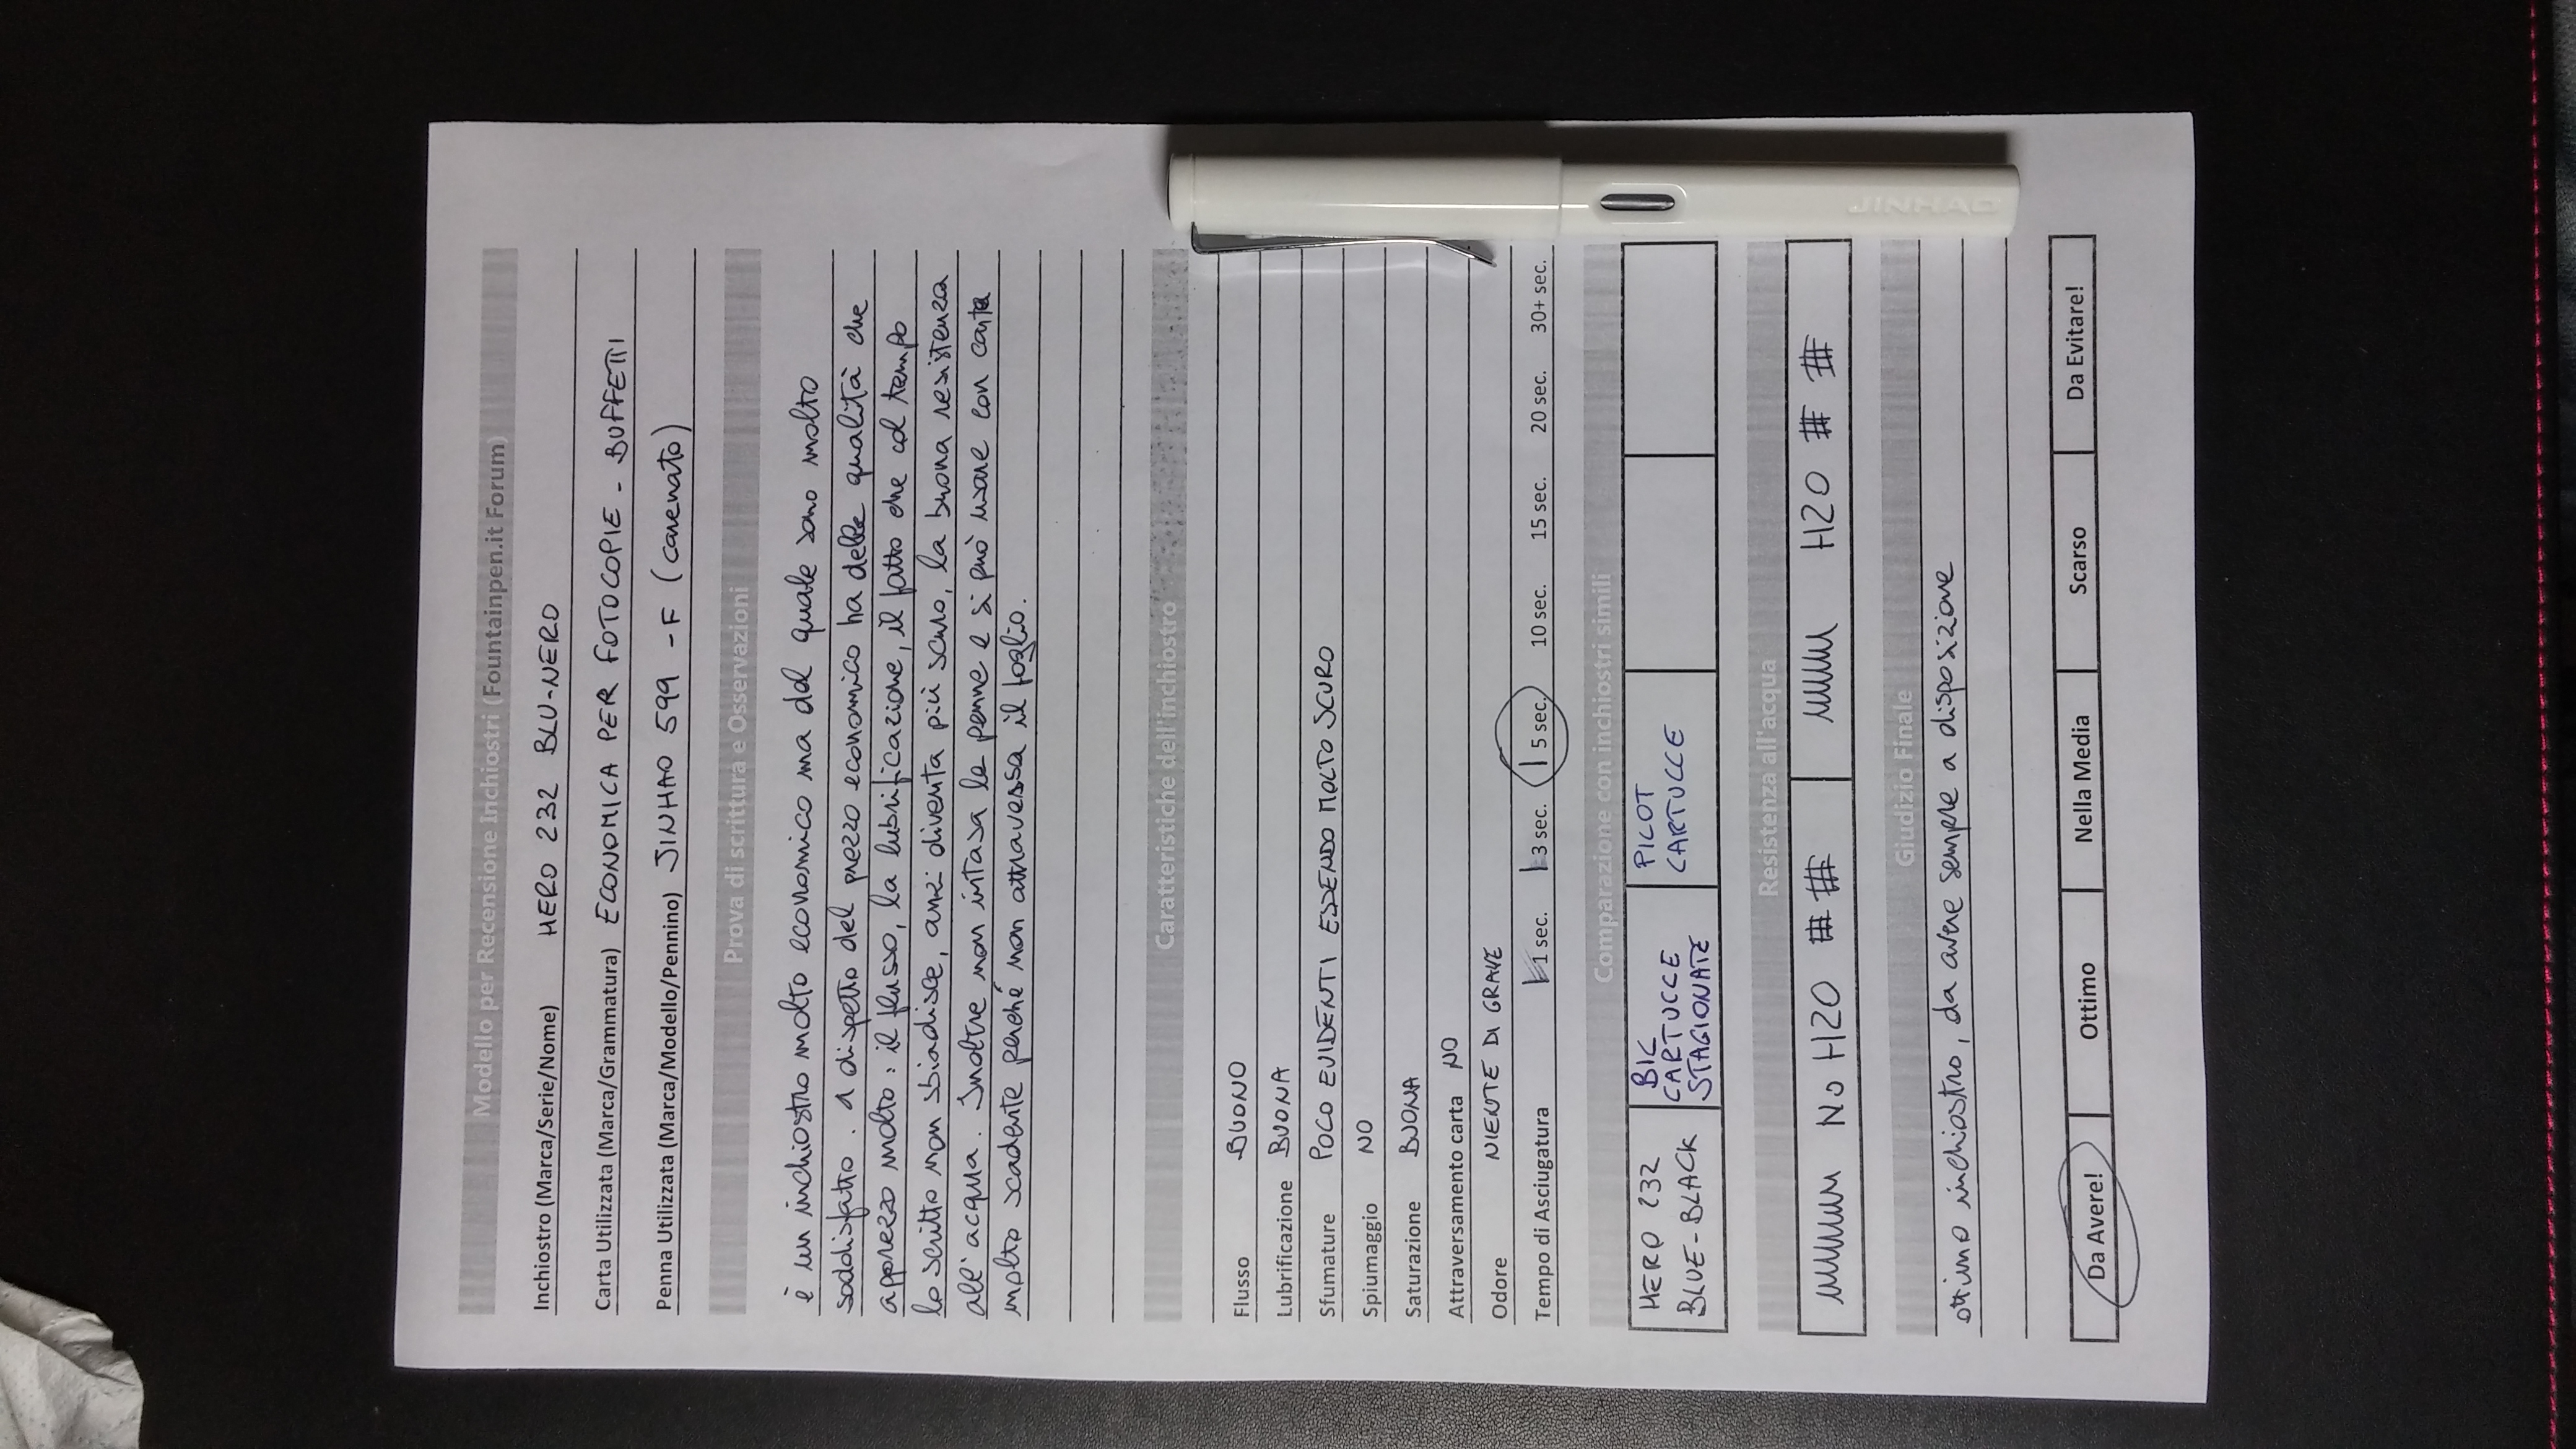 Modello per Recensione Inchiostri (Fountainpen.it Forum)
Inchiostro (Marca/Serie/Nome) HERO 232 BLU-NERO
Carta Utilizzata (Marca/Grammatura) ECONOMICA PER FOTOCOPIE - BUFFETTI
Penna Utilizzata (Marca/Modello/Pennino) JINHAO 599 - F (carenato)
Prova di scrittura e Osservazioni
è un inchiostro molto economico ma del quale sono molto
soddisfatto. A dispetto del prezzo economico ha delle qualità che
apprezzo molto: il flusso, la lubrificazione, il fatto che col tempo
lo scritto non sbiadisce, anzi diventa più scuro, la buona resistenza
all'acqua. Inoltre non intasa le penne e si può usare con carta
molto scadente perché non attraversa il foglio.
Caratteristiche dell'inchiostro
Flusso BUONO
Lubrificazione BUONA
Sfumature POCO EVIDENTI ESSENDO MOLTO SCURO
Spiumaggio NO
Saturazione BUONA
Attraversamento carta NO
Odore NIENTE DI GRAVE
Tempo di Asciugatura 1 sec. 3 sec. 5 sec. 10 sec. 15 sec. 20 sec. 30+ sec.
Comparazione con inchiostri simili
HERO 232 BLUE-BLACK
BIC CARTUCCE STAGIONATE
PILOT CARTUCCE
Resistenza all'acqua
No H2O # # H2O # #
Giudizio Finale
ottimo inchiostro, da avere sempre a disposizione
Da Avere! Ottimo Nella Media Scarso Da Evitare!
JINHAO